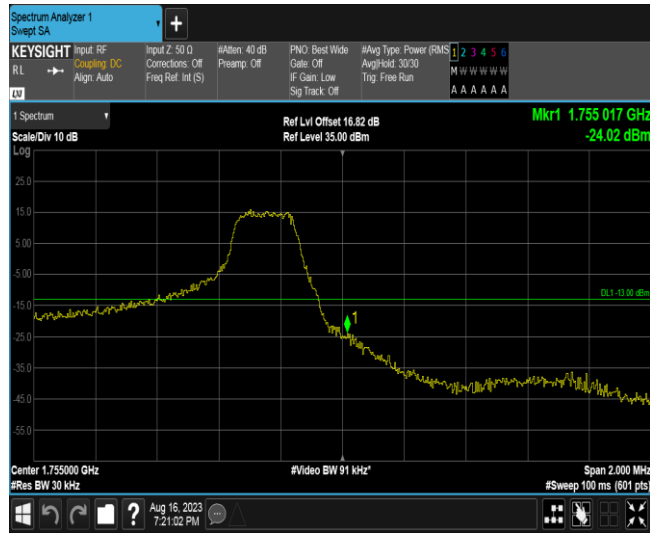 Spectrum Analyzer 1
Swept SA
KEYSIGHT Input: RF Input Z: 50 Ω #Atten: 40 dB PNO: Best Wide #Avg Type: Power (RMS 1 2 3 4 5 6
RL Coupling: DC Corrections: Off Preamp: Off Gate: Off Avg|Hold: 30/30 M W W W W W
Align: Auto Freq Ref: Int (S) IF Gain: Low Trig: Free Run
LXI Sig Track: Off A A A A A A
1 Spectrum Ref Lvl Offset 16.82 dB Mkr1 1.755 017 GHz
Scale/Div 10 dB Ref Level 35.00 dBm -24.02 dBm
Log
25.0
15.0
5.00
-5.00
DL1 -13.00 dBm
-15.0
1
-25.0
-35.0
-45.0
-55.0
Center 1.755000 GHz #Video BW 91 kHz* Span 2.000 MHz
#Res BW 30 kHz #Sweep 100 ms (601 pts)
? Aug 16, 2023
7:21:02 PM